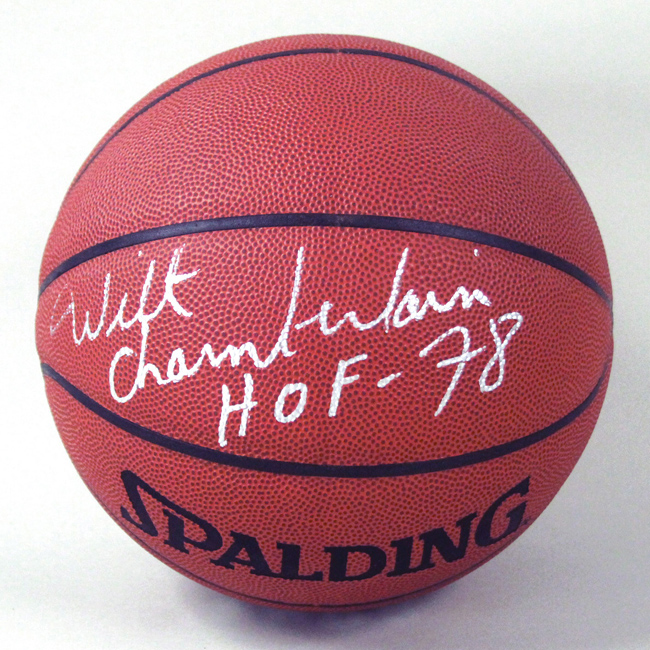 Wilt
Chamberlain
HOF-78
SPALDING